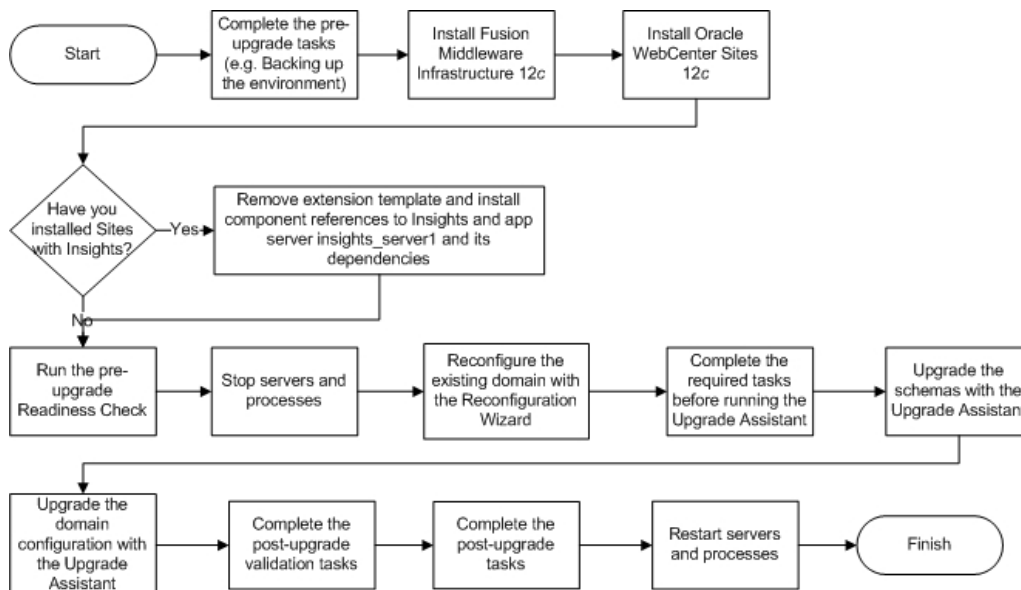 Start
Complete the pre-
upgrade tasks
(e.g. Backing up
the environment)
Install Fusion
Middleware
Infrastructure 12c
Install Oracle
WebCenter Sites
12c
Have you
installed Sites
with Insights?
Yes
Remove extension template and install
component references to Insights and app
server insights_server1 and its
dependencies
No
Run the pre-
upgrade
Readiness Check
Stop servers and
processes
Reconfigure the
existing domain with
the Reconfiguration
Wizard
Complete the
required tasks
before running the
Upgrade Assistant
Upgrade the
schemas with the
Upgrade Assistant
Upgrade the
domain
configuration with
the Upgrade
Assistant
Complete the
post-upgrade
validation tasks
Complete the
post-upgrade
tasks
Restart servers
and processes
Finish